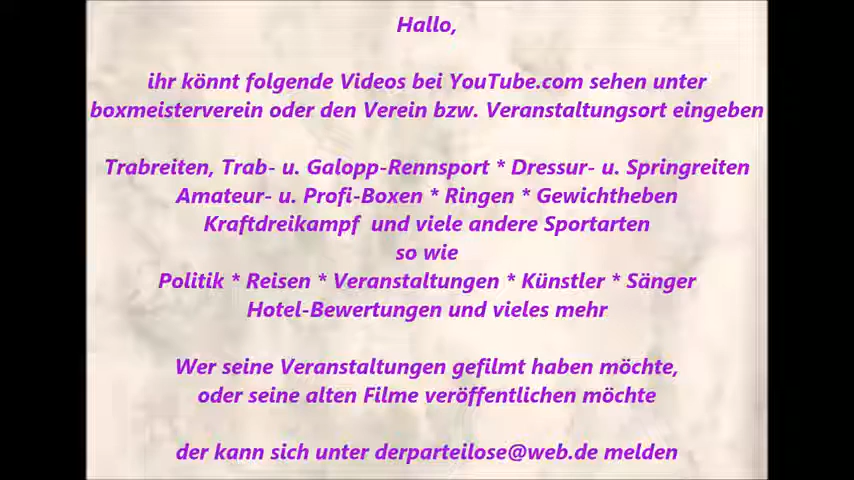 Hallo,
ihr könnt folgende Videos bei YouTube.com sehen unter
boxmeisterverein oder den Verein bzw. Veranstaltungsort eingeben
Trabreiten, Trab- u. Galopp-Rennsport * Dressur- u. Springreiten
Amateur- u. Profi-Boxen * Ringen * Gewichtheben
Kraftdreikampf und viele andere Sportarten
so wie
Politik * Reisen * Veranstaltungen * Künstler * Sänger
Hotel-Bewertungen und vieles mehr
Wer seine Veranstaltungen gefilmt haben möchte,
oder seine alten Filme veröffentlichen möchte
der kann sich unter derparteilose@web.de melden